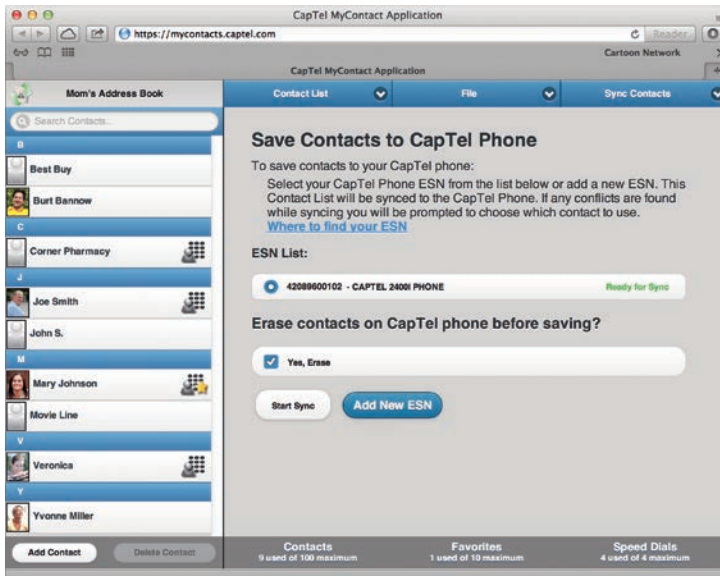 CapTel MyContact Application
https://mycontacts.captel.com
Reader
Cartoon Network
CapTel MyContact Application
Mom's Address Book
Contact List
File
Sync Contacts
Search Contacts...
B
Best Buy
Burt Bannow
C
Corner Pharmacy
J
Joe Smith
John S.
M
Mary Johnson
Movie Line
V
Veronica
Y
Yvonne Miller
Add Contact
Delete Contact
Save Contacts to CapTel Phone
To save contacts to your CapTel phone:
Select your CapTel Phone ESN from the list below or add a new ESN. This
Contact List will be synced to the CapTel Phone. If any conflicts are found
while syncing you will be prompted to choose which contact to use.
Where to find your ESN
ESN List:
42089600102 - CAPTEL 2400I PHONE
Ready for Sync
Erase contacts on CapTel phone before saving?
Yes, Erase
Start Sync
Add New ESN
Contacts
9 used of 100 maximum
Favorites
1 used of 10 maximum
Speed Dials
4 used of 4 maximum